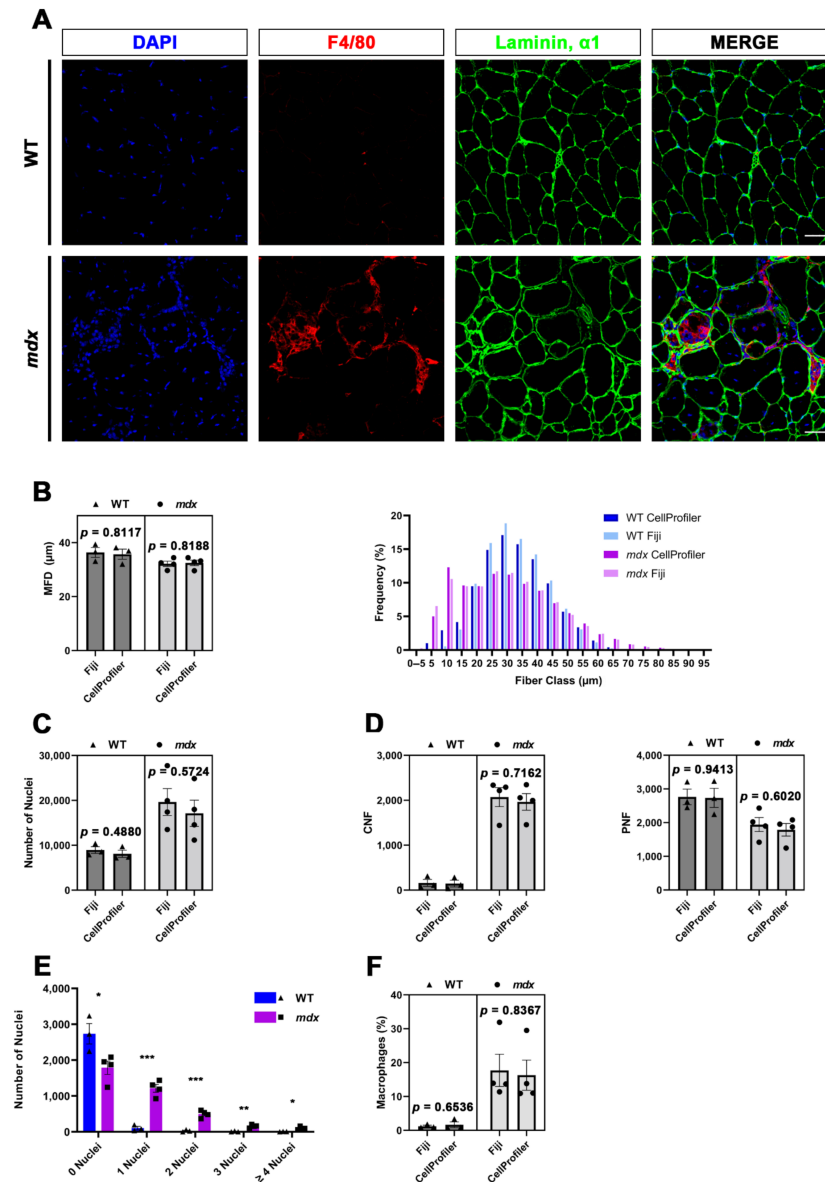 A
DAPI F4/80 Laminin, α1 MERGE
WT
mdx
B
WT mdx
MFD (µm)
40
20
0
p = 0.8117
p = 0.8188
Fiji CellProfiler Fiji CellProfiler
Frequency (%)
20
15
10
5
0
WT CellProfiler
WT Fiji
mdx CellProfiler
mdx Fiji
0–5 5 10 15 20 25 30 35 40 45 50 55 60 65 70 75 80 85 90 95
Fiber Class (µm)
C
WT mdx
Number of Nuclei
30,000
20,000
10,000
0
p = 0.4880
p = 0.5724
Fiji CellProfiler Fiji CellProfiler
D
WT mdx
CNF
3,000
2,000
1,000
0
p = 0.7162
Fiji CellProfiler Fiji CellProfiler
WT mdx
PNF
4,000
3,000
2,000
1,000
0
p = 0.9413
p = 0.6020
Fiji CellProfiler Fiji CellProfiler
E
Number of Nuclei
4,000
3,000
2,000
1,000
0
WT
mdx
* *** *** ** *
0 Nuclei 1 Nuclei 2 Nuclei 3 Nuclei ≥ 4 Nuclei
F
WT mdx
Macrophages (%)
40
30
20
10
0
p = 0.6536
p = 0.8367
Fiji CellProfiler Fiji CellProfiler